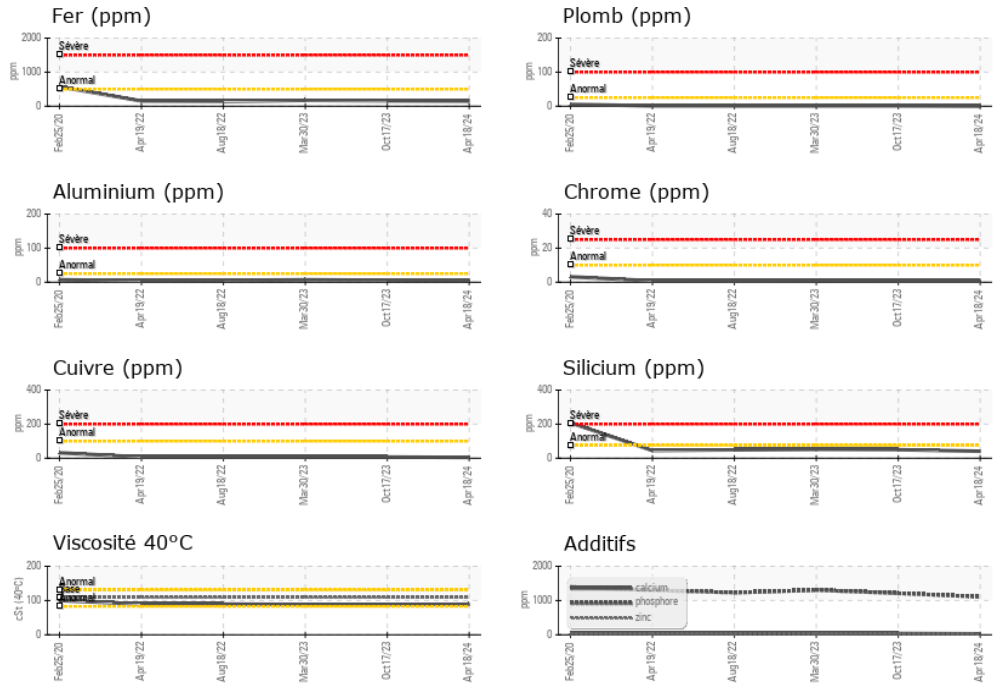 Fer (ppm)
2000
1000
0
ppm
Sévère
Anormal
Feb25/20
Apr19/22
Aug18/22
Mar30/23
Oct17/23
Apr18/24
Plomb (ppm)
200
100
0
ppm
Sévère
Anormal
Feb25/20
Apr19/22
Aug18/22
Mar30/23
Oct17/23
Apr18/24
Aluminium (ppm)
200
100
0
ppm
Sévère
Anormal
Feb25/20
Apr19/22
Aug18/22
Mar30/23
Oct17/23
Apr18/24
Chrome (ppm)
40
20
0
ppm
Sévère
Anormal
Feb25/20
Apr19/22
Aug18/22
Mar30/23
Oct17/23
Apr18/24
Cuivre (ppm)
400
200
0
ppm
Sévère
Anormal
Feb25/20
Apr19/22
Aug18/22
Mar30/23
Oct17/23
Apr18/24
Silicium (ppm)
400
200
0
ppm
Sévère
Anormal
Feb25/20
Apr19/22
Aug18/22
Mar30/23
Oct17/23
Apr18/24
Viscosité 40°C
200
100
0
cSt (40°C)
Anormal
Base
Feb25/20
Apr19/22
Aug18/22
Mar30/23
Oct17/23
Apr18/24
Additifs
2000
1000
0
ppm
calcium
phosphore
zinc
Feb25/20
Apr19/22
Aug18/22
Mar30/23
Oct17/23
Apr18/24